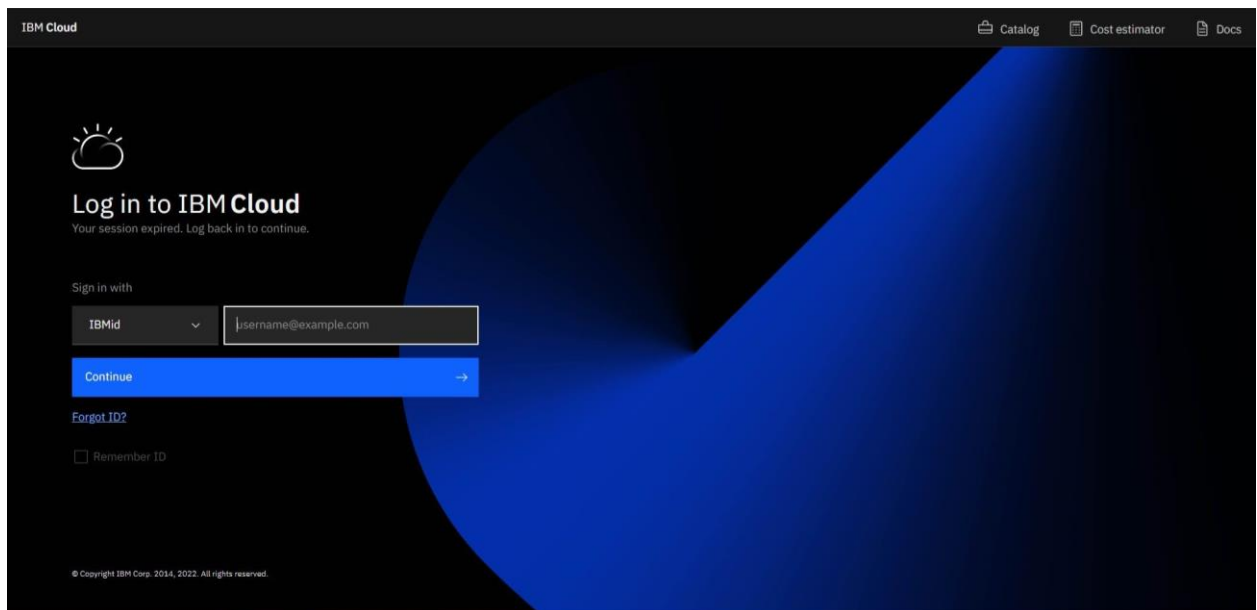 IBM Cloud
Catalog
Cost estimator
Docs
Log in to IBM Cloud
Your session expired. Log back in to continue.
Sign in with
IBMid
username@example.com
Continue
Forgot ID?
Remember ID
© Copyright IBM Corp. 2014, 2022. All rights reserved.